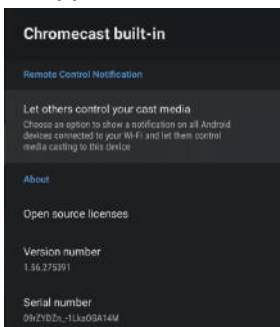 Chromecast built-in
Remote Control Notification
Let others control your cast media
Choose an option to show a notification on all Android
devices connected to your Wi-Fi and let them control
media casting to this device
About
Open source licenses
Version number
1.56.275391
Serial number